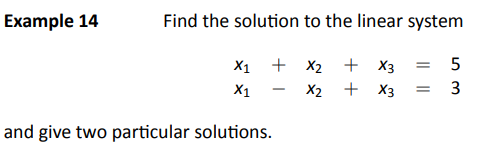 Example 14 Find the solution to the linear system
x₁ + x₂ + x₃ = 5
x₁ − x₂ + x₃ = 3
and give two particular solutions.